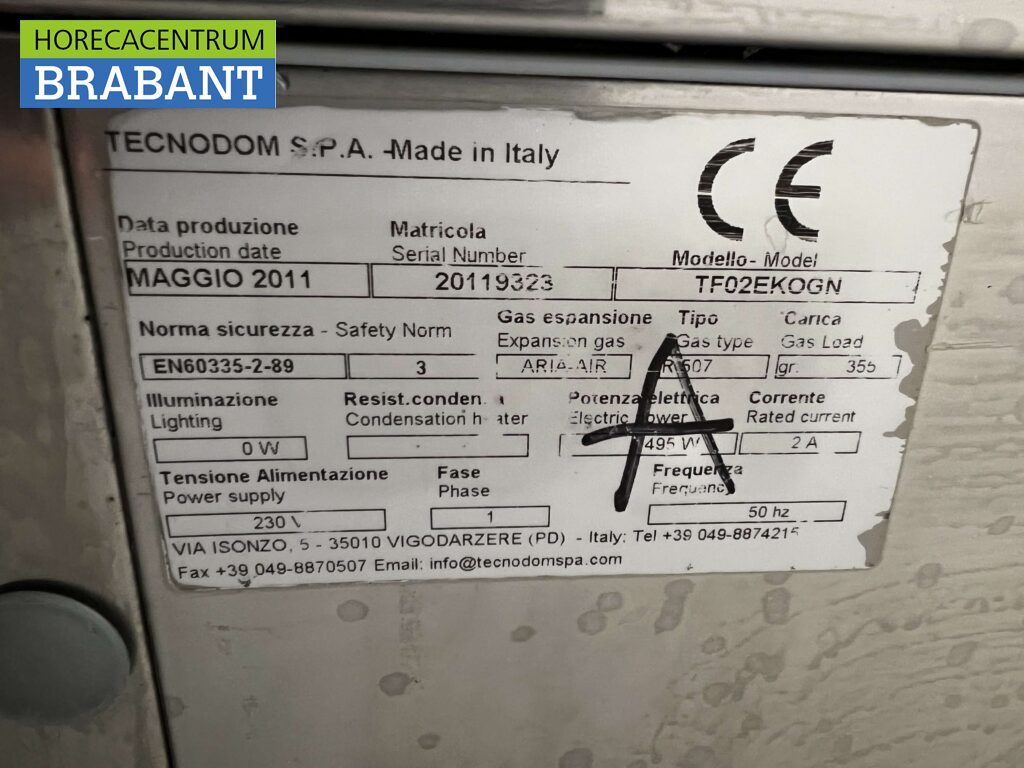 HORECACENTRUM
BRABANT
TECNODOM S.P.A. -Made in Italy
CE
Data produzione
Production date
MAGGIO 2011
Matricola
Serial Number
20119323
Modello- Model
TF02EKOGN
Norma sicurezza - Safety Norm
EN60335-2-89
3
Gas espansione
Expansion gas
ARIA-AIR
Tipo
Gas type
R 507
Carica
Gas Load
gr. 355
Illuminazione
Lighting
0 W
Resist.conden. a
Condensation heater
-
Potenza elettrica
Electric power
495 W
A
Corrente
Rated current
2 A
Tensione Alimentazione
Power supply
230 V
Fase
Phase
1
Frequenza
Frequency
50 hz
VIA ISONZO, 5 - 35010 VIGODARZERE (PD) - Italy: Tel +39 049-8874215
Fax +39 049-8870507 Email: info@tecnodomspa.com